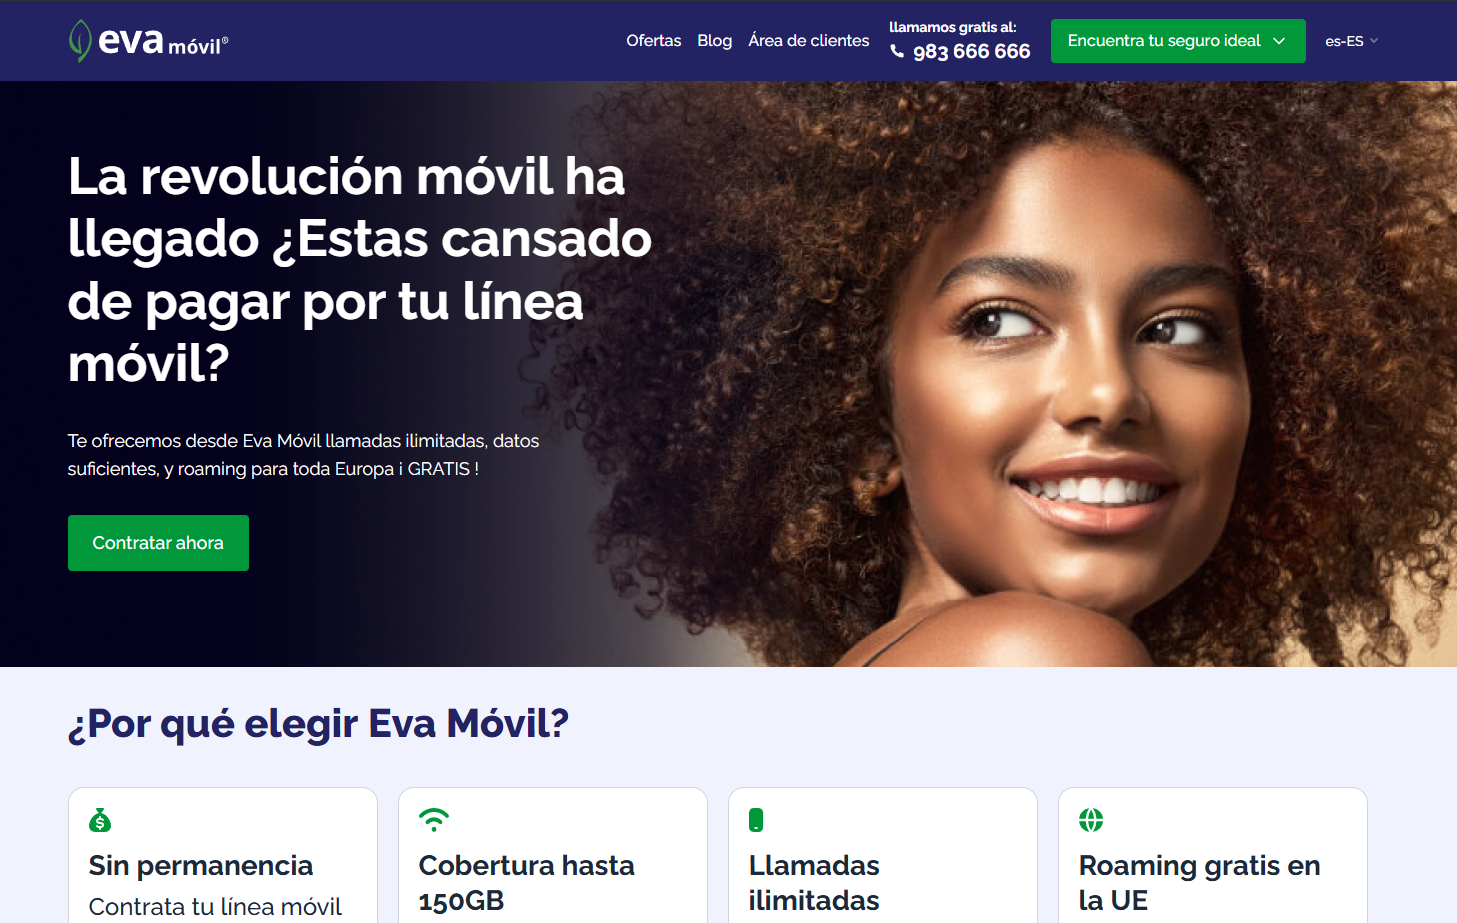 eva móvil®
Ofertas Blog Área de clientes
llamamos gratis al:
983 666 666
Encuentra tu seguro ideal
es-ES
La revolución móvil ha
llegado ¿Estas cansado
de pagar por tu línea
móvil?
Te ofrecemos desde Eva Móvil llamadas ilimitadas, datos
suficientes, y roaming para toda Europa ¡ GRATIS !
Contratar ahora
¿Por qué elegir Eva Móvil?
Sin permanencia
Contrata tu línea móvil
Cobertura hasta
150GB
Llamadas
ilimitadas
Roaming gratis en
la UE